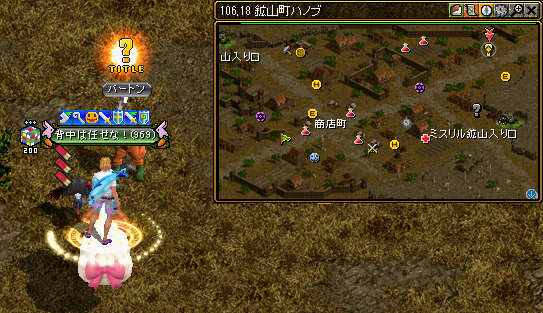 106,18 鉱山町ハノブ
山入り口
商店町
ミスリル鉱山入り口
?
TITLE
バートン
背中は任せな！(969)
200